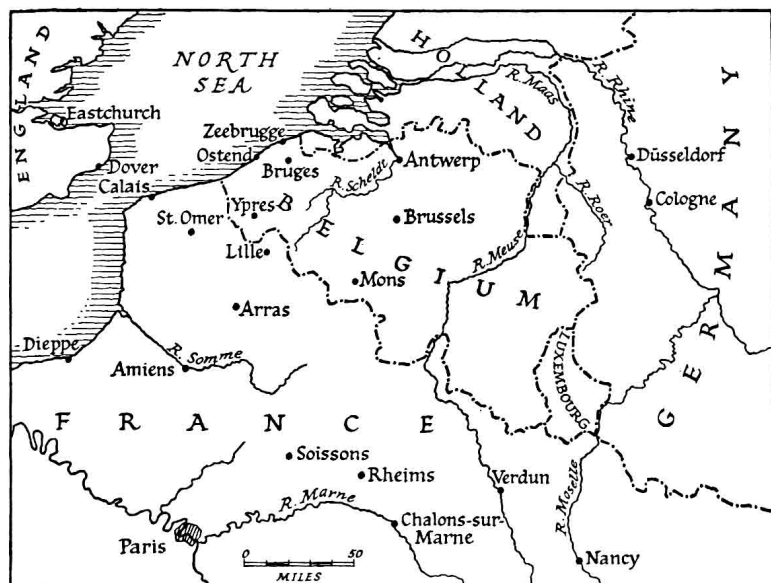 HOLLAND
NORTH
SEA
ENGLAND
GERMANY
R. Maas
R. Rhine
Eastchurch
Zeebrugge
Dover
Ostend
Bruges
Antwerp
Düsseldorf
Calais
R. Scheldt
Ypres
St. Omer
Brussels
R. Roer
Cologne
BELGIUM
Lille
R. Meuse
Mons
Arras
Dieppe
Amiens
R. Somme
LUXEMBOURG
FRANCE
Soissons
Rheims
Verdun
R. Marne
R. Moselle
Chalons-sur-
Marne
Paris
0
50
MILES
Nancy